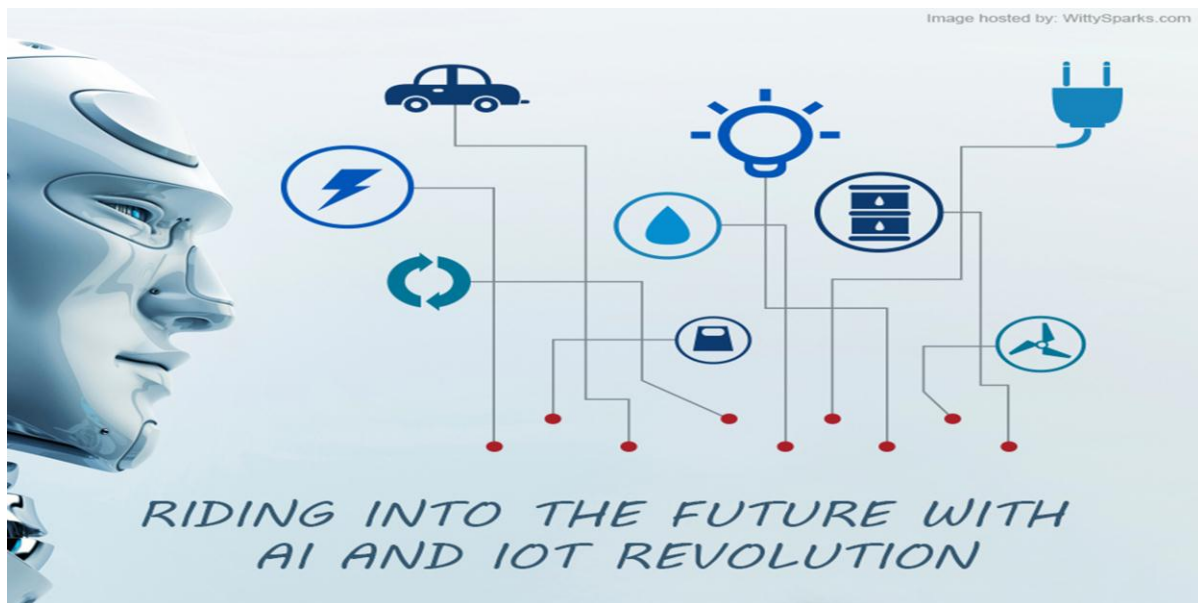 Image hosted by: WittySparks.com
RIDING INTO THE FUTURE WITH
AI AND IOT REVOLUTION